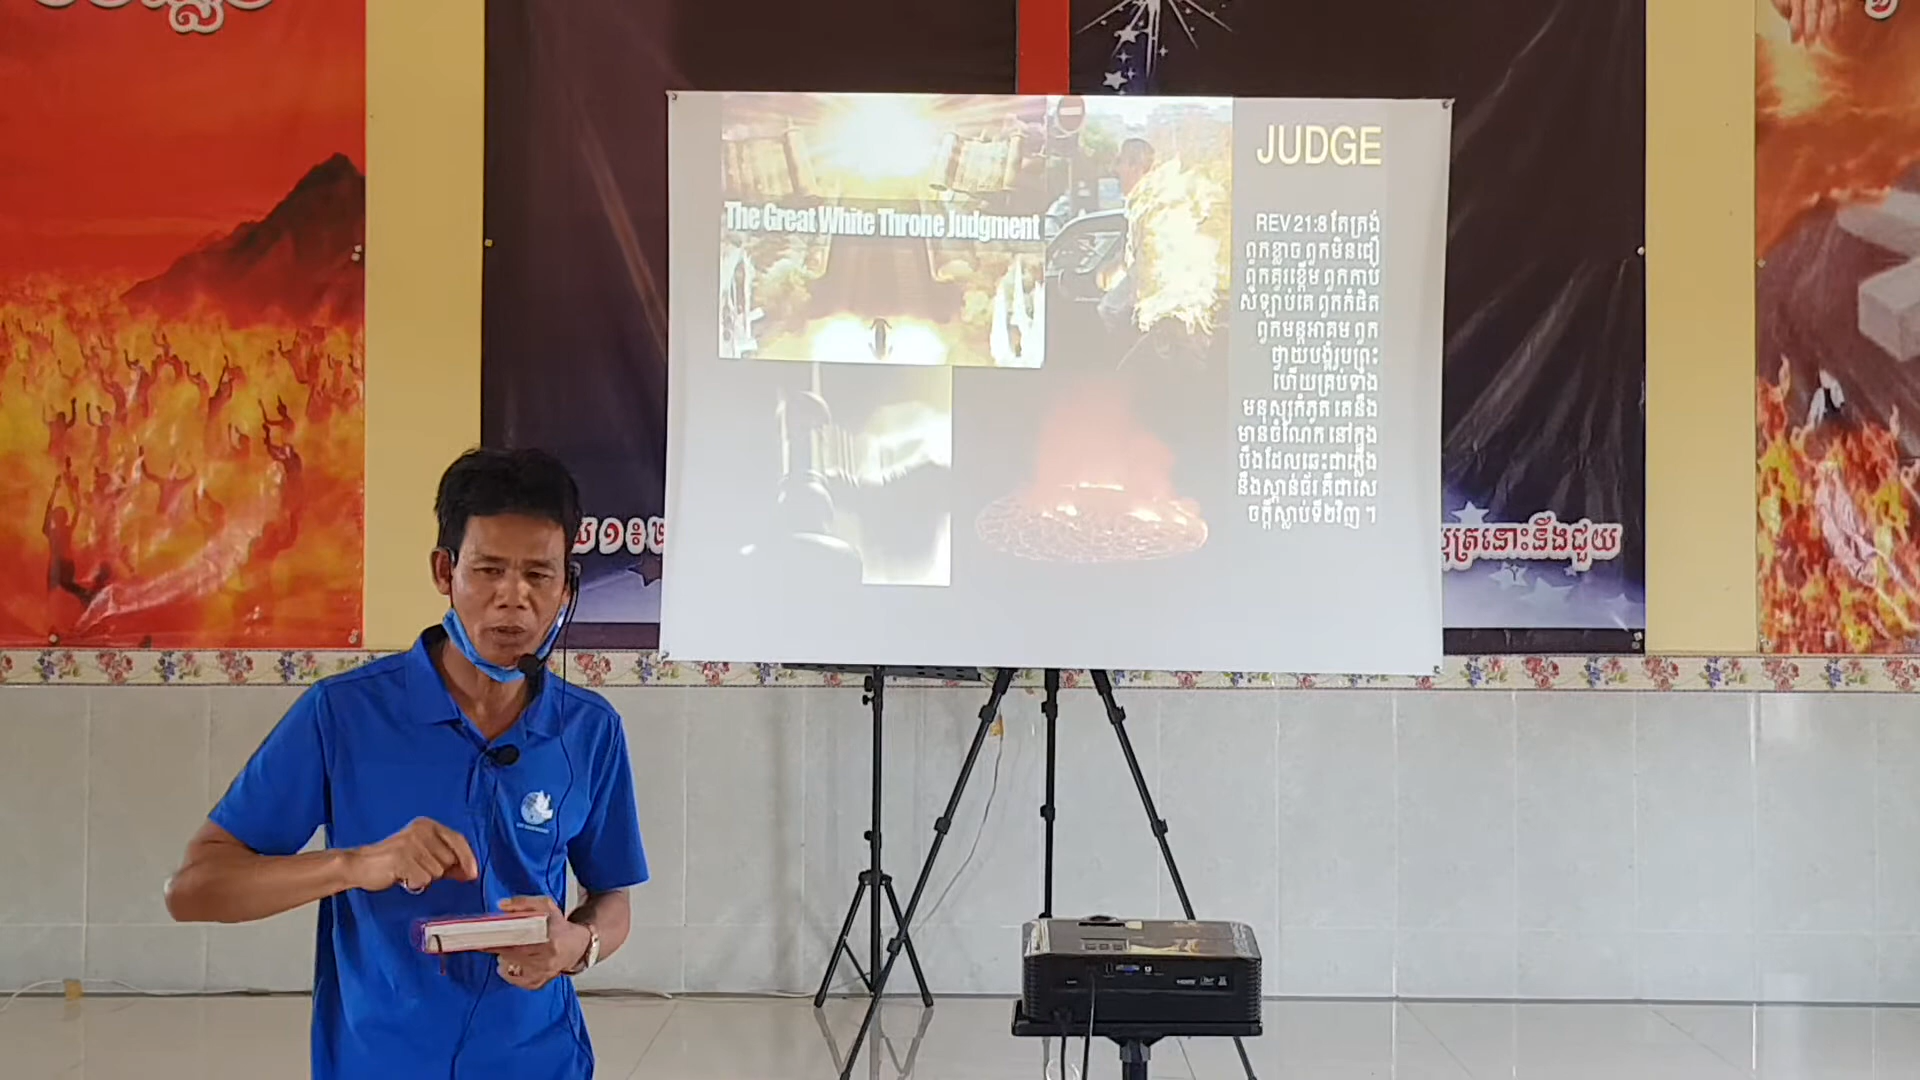 JUDGE
The Great White Throne Judgment
REV 21:8 តែត្រង់
ពួកខ្លាច ពួកមិនជឿ
ពួកគួរខ្ពើម ពួកកាប់
សំឡាប់គេ ពួកកំផិត
ពួកមន្តអាគម ពួក
ថ្វាយបង្គំរូបព្រះ
ហើយគ្រប់ទាំង
មនុស្សកំភូត គេនឹង
មានចំណែក នៅក្នុង
បឹងដែលឆេះជាភ្លើង
នឹងស្ពាន់ធ័រ គឺជាសេ
ចក្ដីស្លាប់ទី២វិញ ។
បុត្រនោះនឹងជួយ